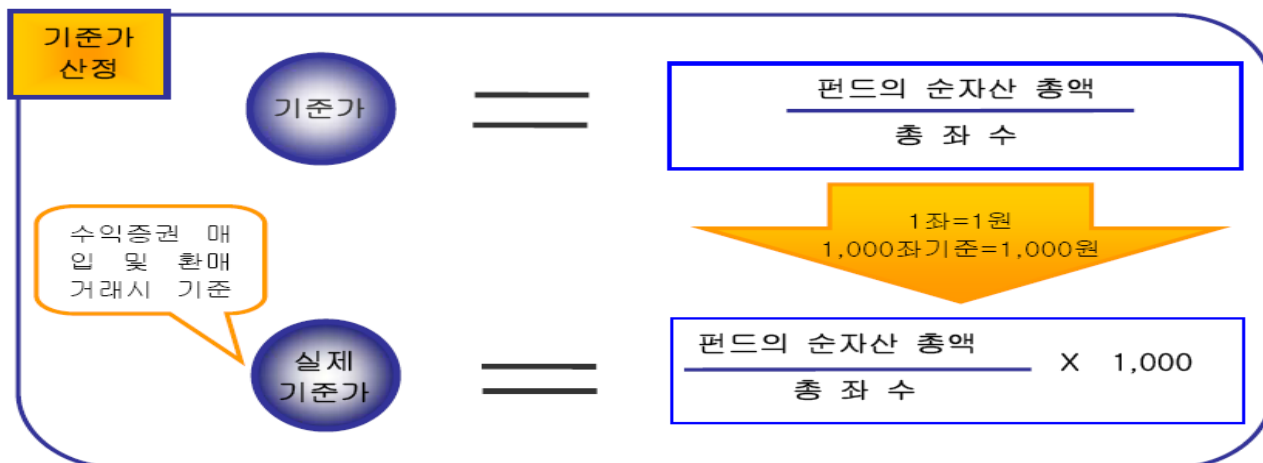 기준가
산정
기준가
펀드의 순자산 총액
총 좌 수
1좌=1원
1,000좌기준=1,000원
수익증권 매
입 및 환매
거래시 기준
실제
기준가
펀드의 순자산 총액
총 좌 수
X 1,000